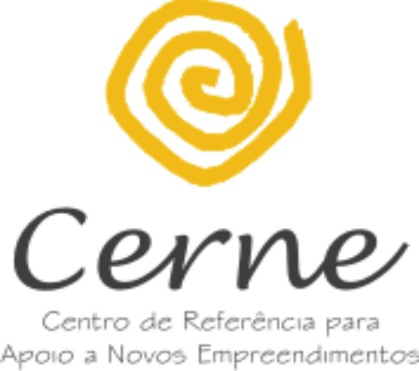 Cerne
Centro de Referência para
Apoio a Novos Empreendimentos